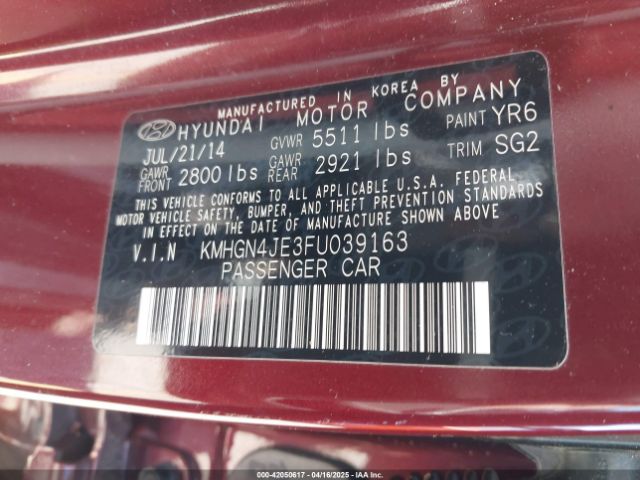 MANUFACTURED IN KOREA BY
HYUNDAI MOTOR COMPANY
JUL/21/14 GVWR 5511 lbs PAINT YR6
GAWR FRONT 2800 lbs GAWR REAR 2921 lbs TRIM SG2
THIS VEHICLE CONFORMS TO ALL APPLICABLE U.S.A. FEDERAL
MOTOR VEHICLE SAFETY, BUMPER, AND THEFT PREVENTION STANDARDS
IN EFFECT ON THE DATE OF MANUFACTURE SHOWN ABOVE.
V.I.N KMHGN4JE3FU039163
PASSENGER CAR
000-42050617 - 04/16/2025 - IAAI.COM